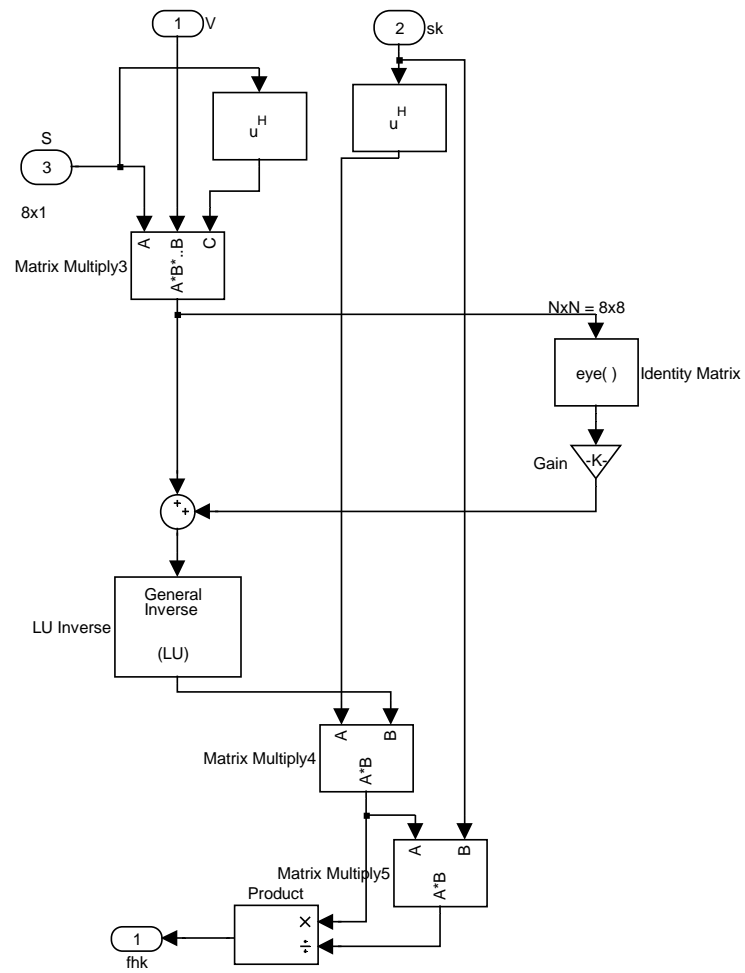 1
V
2
sk
u^H
u^H
S
3
8x1
A
B
C
A*B*...B
Matrix Multiply3
NxN = 8x8
eye( )
Identity Matrix
Gain
-K-
+
+
General
Inverse
(LU)
LU Inverse
A
B
A*B
Matrix Multiply4
A
B
A*B
Matrix Multiply5
Product
×
÷
1
fhk